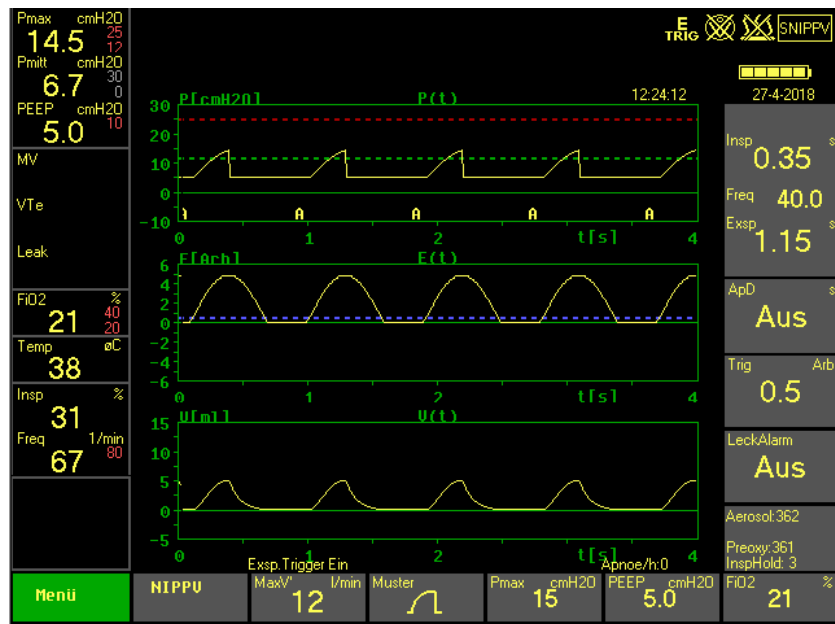 Pmax cmH2O
14.5 25
12
Pmitt cmH2O
6.7 30
0
PEEP cmH2O
5.0 10
MV
VTe
Leak
FiO2 %
21 40
20
Temp øC
38
Insp %
31
Freq 1/min
67 80
E
TRIG
SNIPPV
12:24:12
27-4-2018
P[cmH2O] P(t)
30
20
10
0
-10
A A A A
0 1 2 t[s] 4
E[Arb] E(t)
6
4
2
0
-2
-4
-6
0 1 2 t[s] 4
V[ml] V(t)
15
10
5
0
-5
0 2 t[s] 4
Exsp.Trigger Ein Apnoe/h:0
Insp s
0.35
Freq 40.0
Exsp s
1.15
ApD s
Aus
Trig Arb
0.5
LeckAlarm
Aus
Aerosol:362
Preoxy:361
InspHold: 3
Menü
NIPPV
MaxV' l/min
12
Muster
Pmax cmH2O
15
PEEP cmH2O
5.0
FiO2 %
21